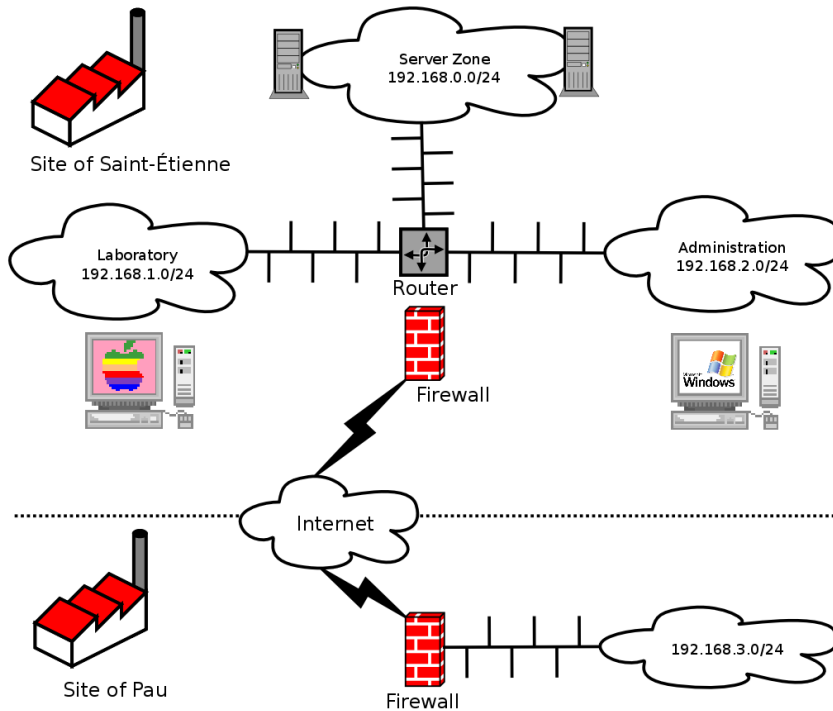 Server Zone
192.168.0.0/24
Site of Saint-Étienne
Laboratory
192.168.1.0/24
Administration
192.168.2.0/24
Router
Firewall
Windows
Internet
192.168.3.0/24
Site of Pau
Firewall